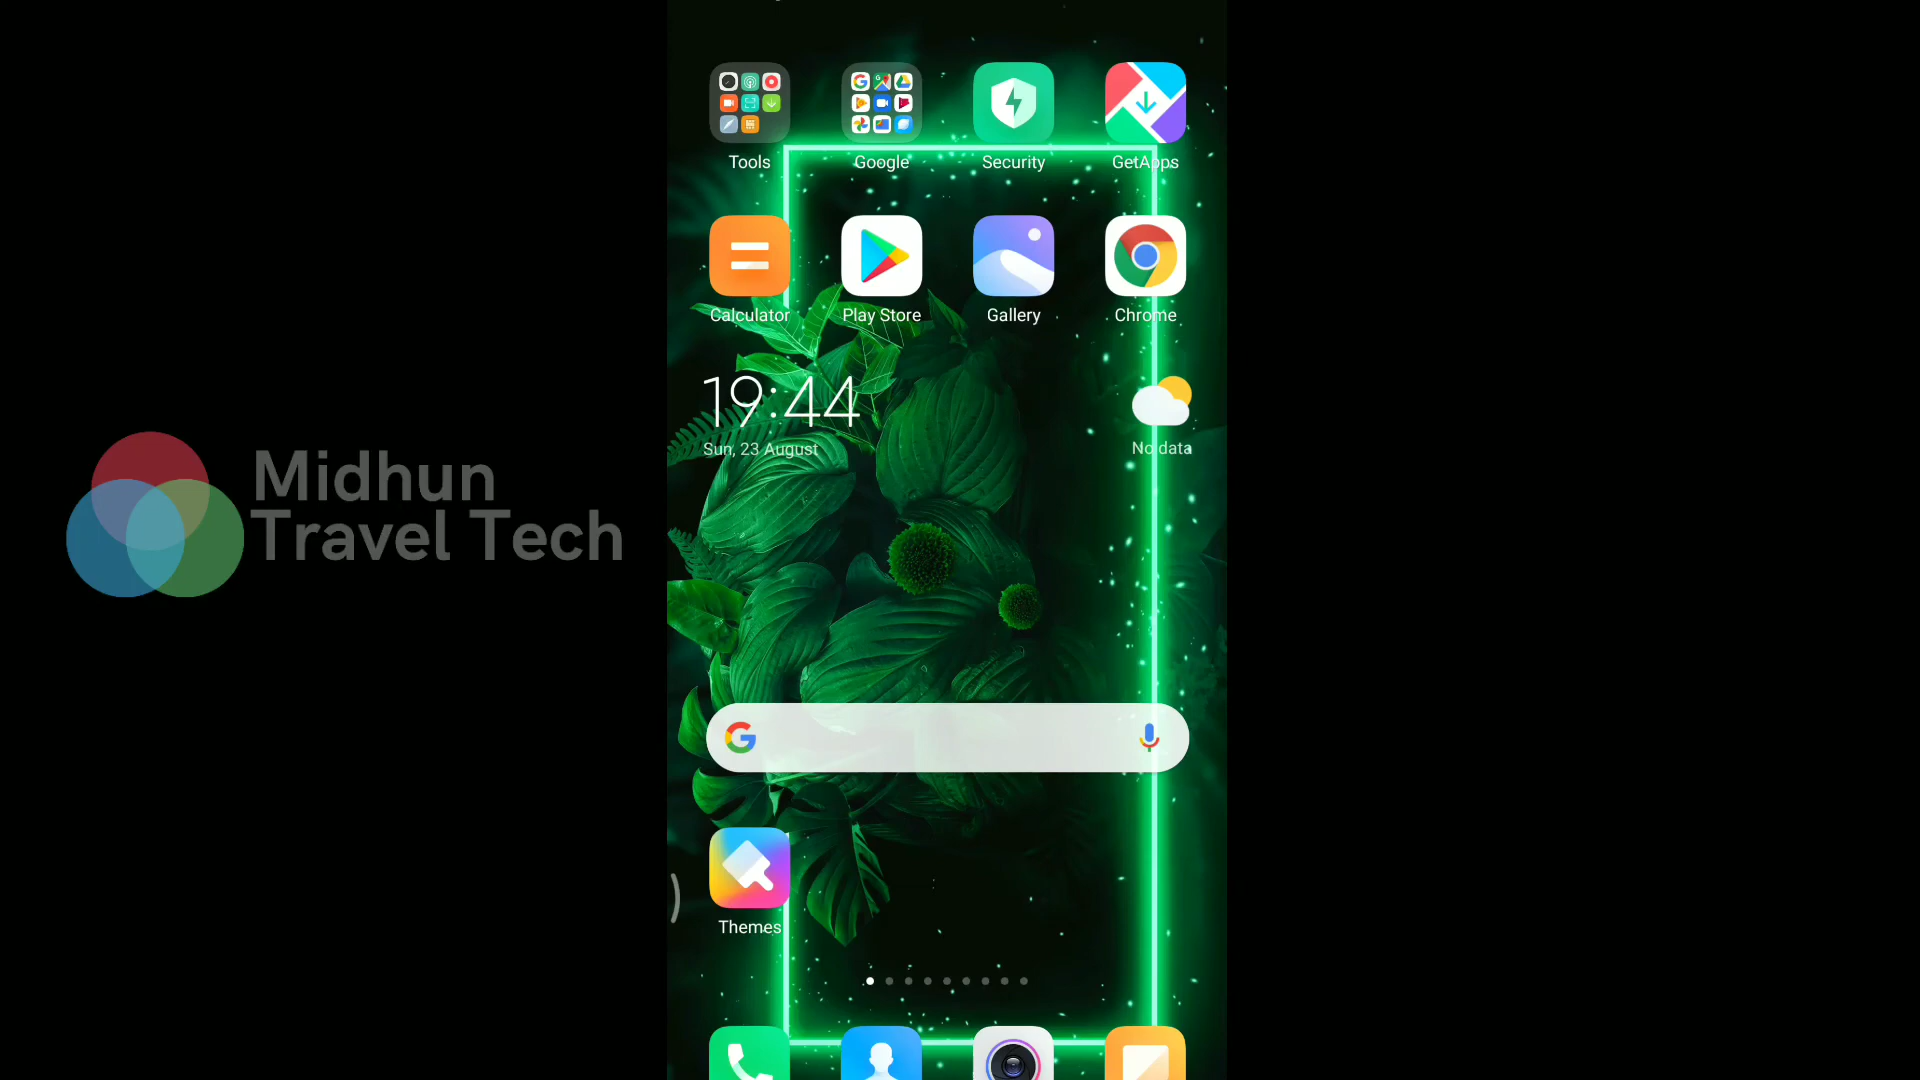 Tools
Google
Security
GetApps
Calculator
Play Store
Gallery
Chrome
19:44
Sun, 23 August
No data
Midhun
Travel Tech
Themes